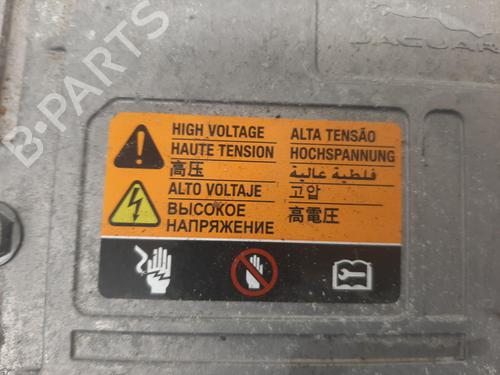 JAGUAR
HIGH VOLTAGE
HAUTE TENSION
高压
ALTO VOLTAJE
ВЫСОКОЕ
НАПРЯЖЕНИЕ
ALTA TENSÃO
HOCHSPANNUNG
فلطية عالية
고압
高電圧
B-PARTS